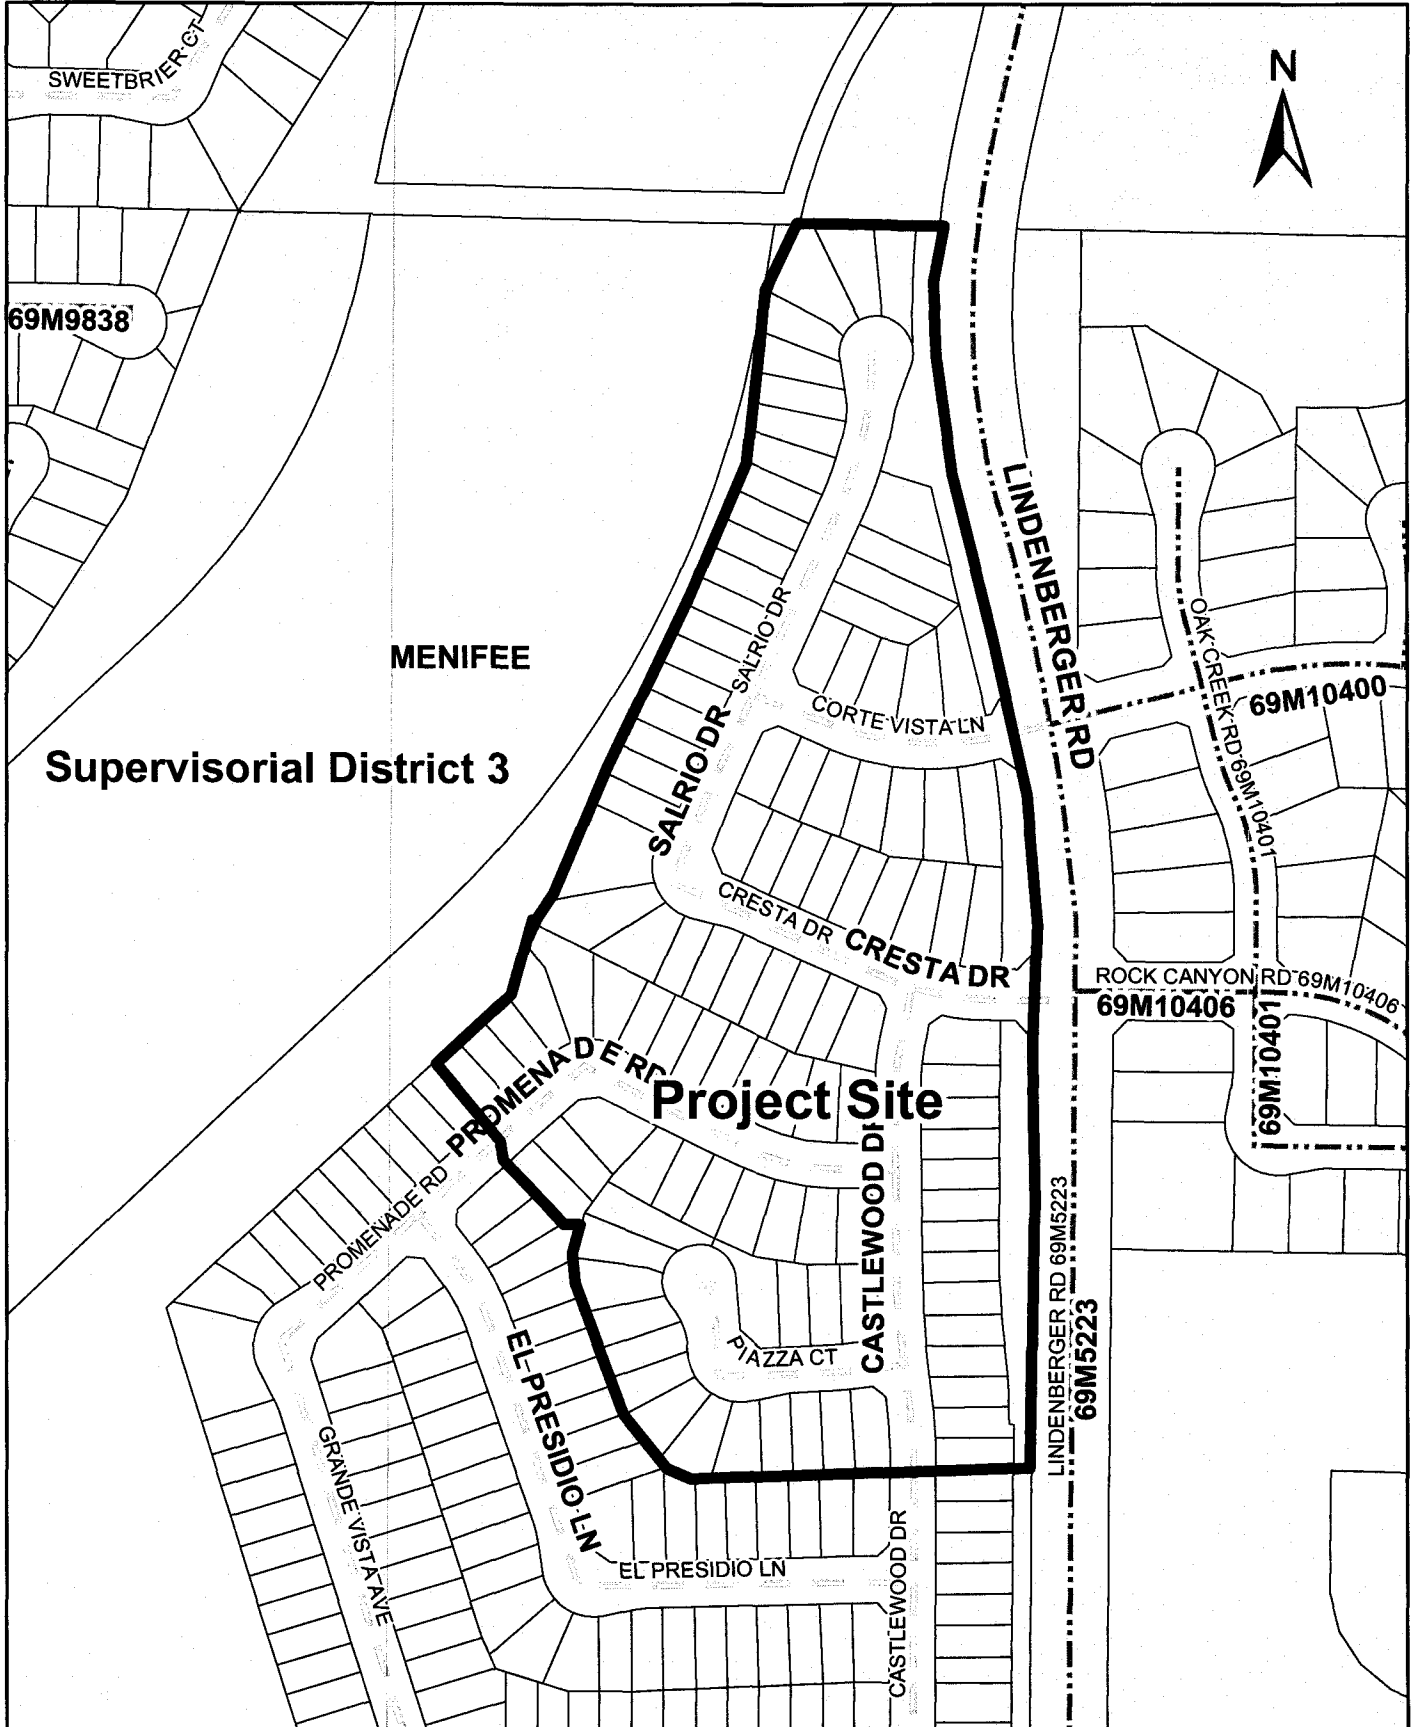 SWEETBRIER CT
N
69M9838
LINDENBERGER RD
MENIFEE
OAK CREEK RD 69M10401
SALRIO DR
CORTE VISTA LN
69M10400
Supervisorial District 3
SALRIO DR
CRESTA DR
CRESTA DR
ROCK CANYON RD 69M10406
69M10406
69M10401
PROMENADE RD
Project Site
PROMENADE RD
CASTLEWOOD DR
LINDENBERGER RD 69M5223
69M5223
PIAZZA CT
EL PRESIDIO LN
GRANDE VISTA AVE
EL PRESIDIO LN
CASTLEWOOD DR